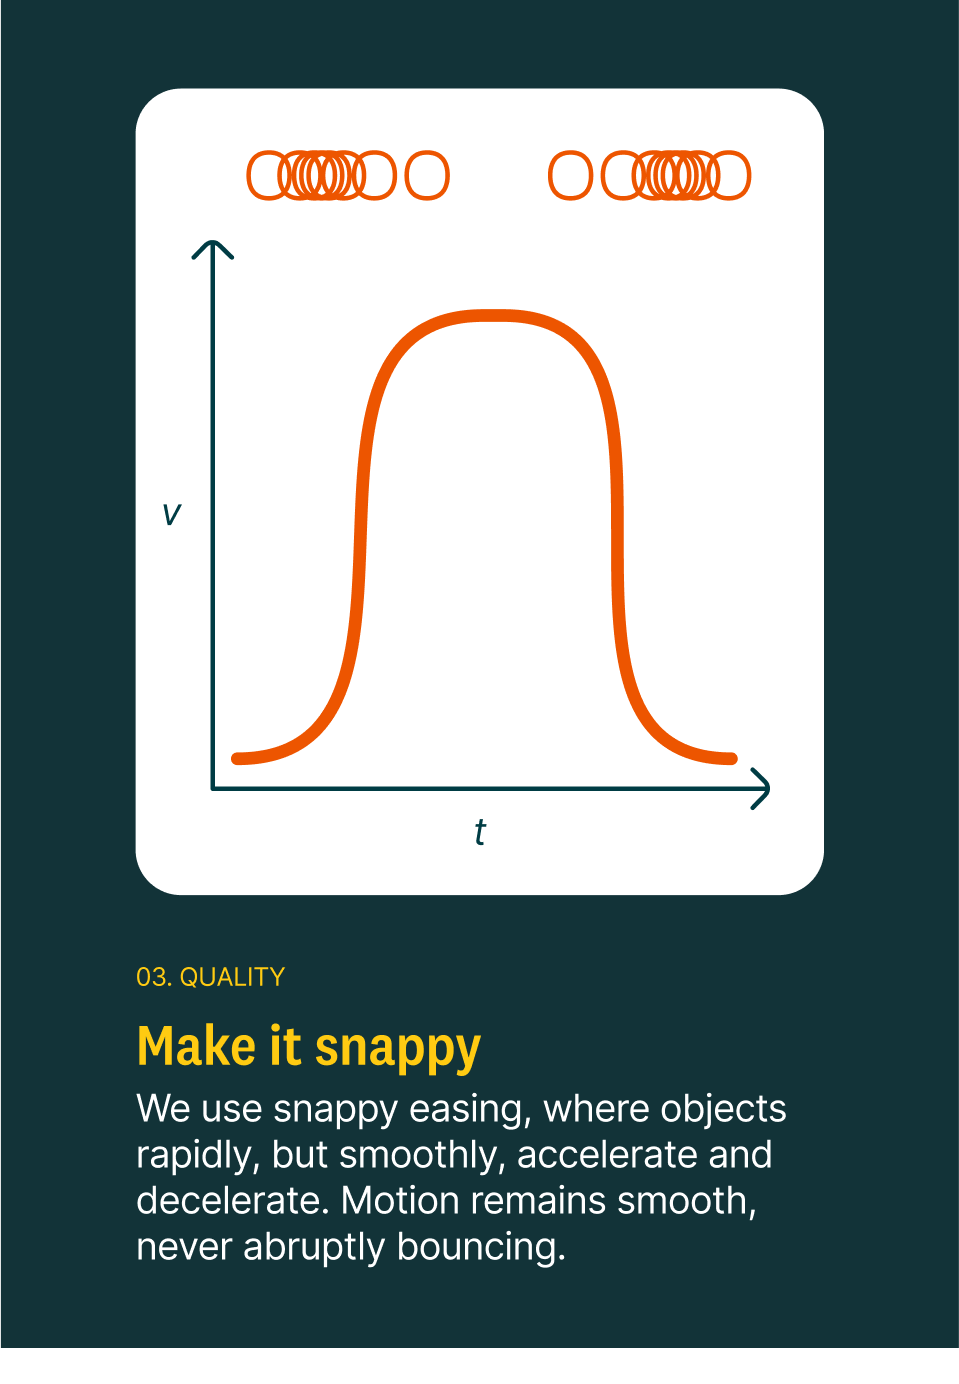 v
t
03. QUALITY
Make it snappy
We use snappy easing, where objects
rapidly, but smoothly, accelerate and
decelerate. Motion remains smooth,
never abruptly bouncing.